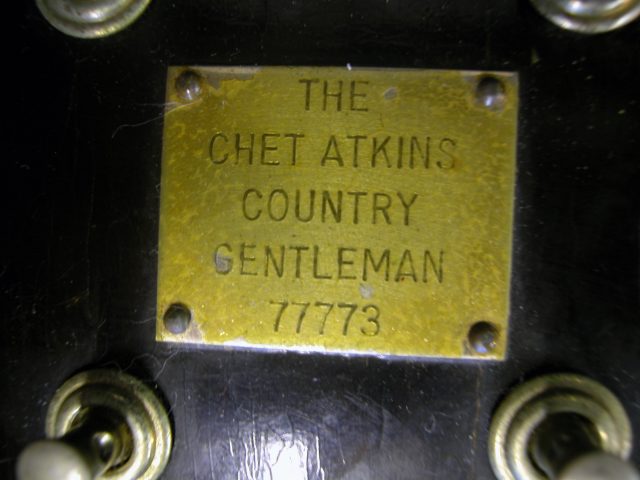 THE
CHET ATKINS
COUNTRY
GENTLEMAN
77773